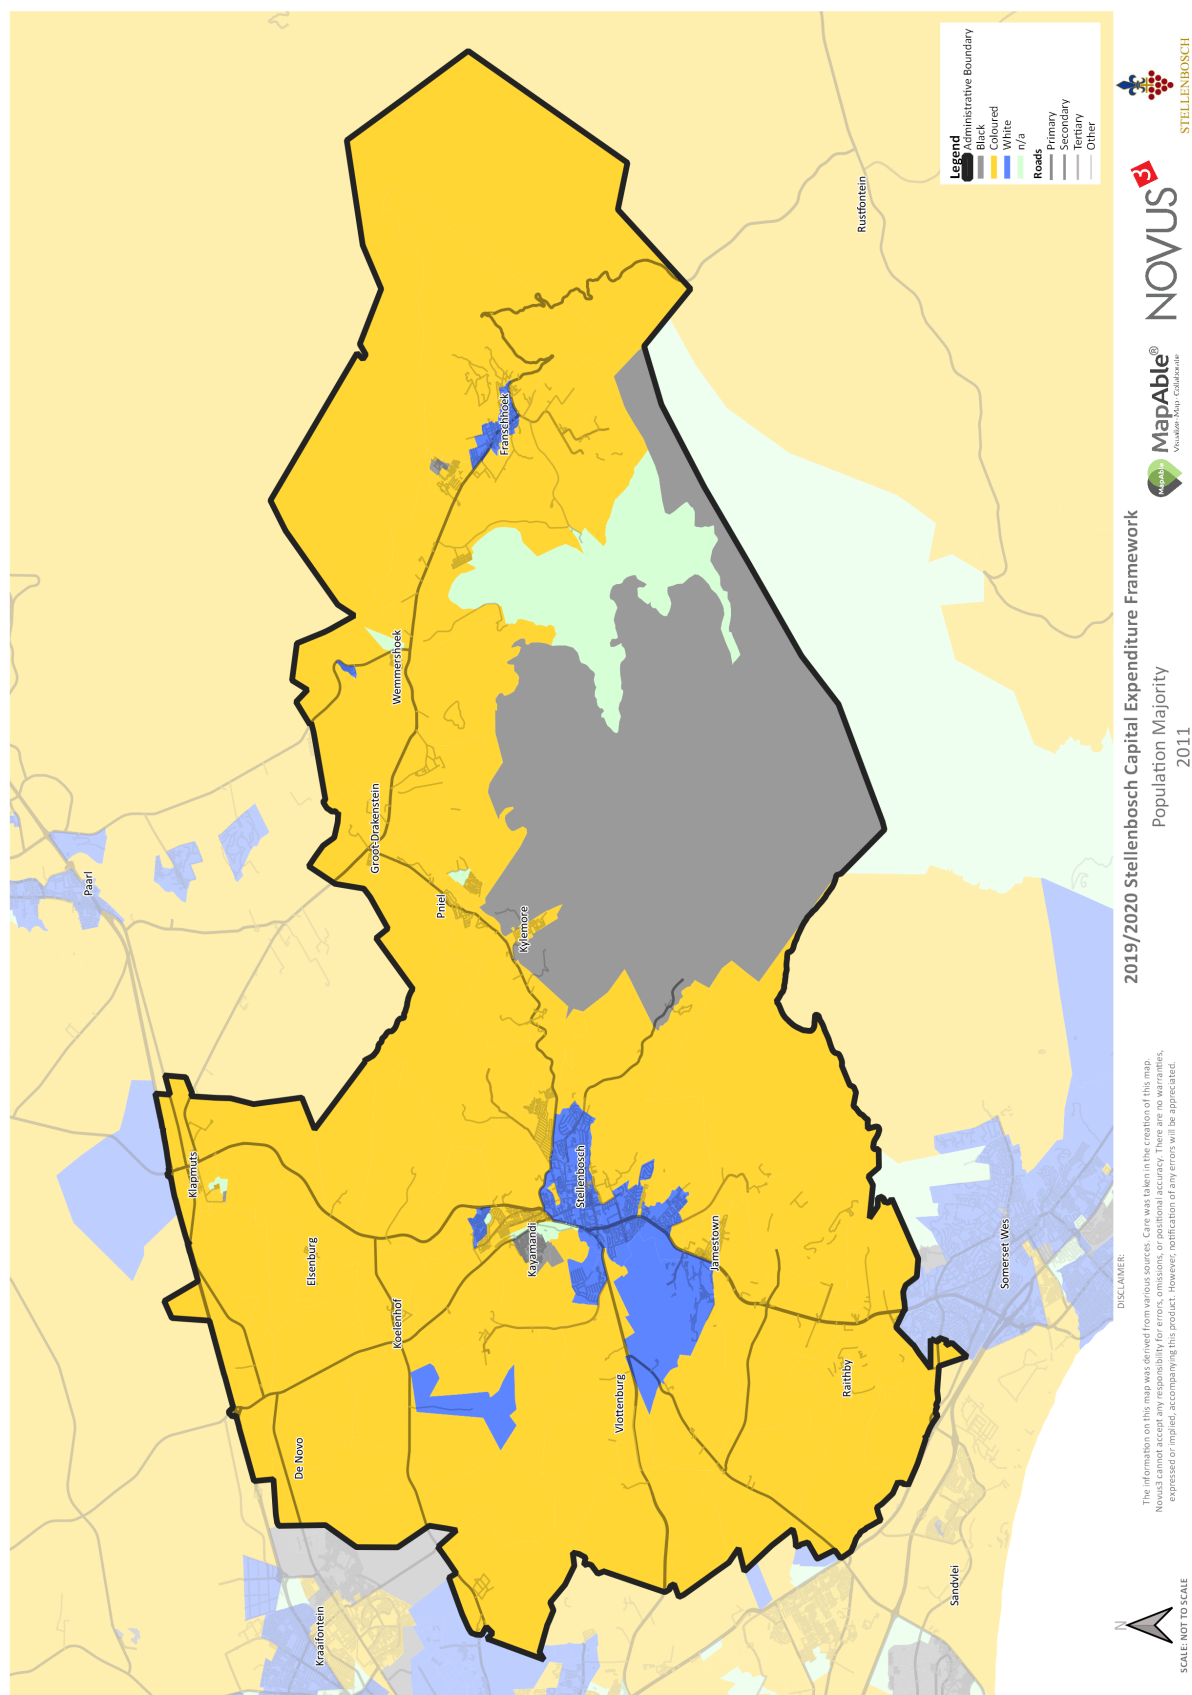 Legend
Administrative Boundary
Black
Coloured
White
n/a
Roads
Primary
Secondary
Tertiary
Other
STELLENBOSCH
NOVUS3
MapAble
MapAble®
Visualise · Map · Collaborate
Rustfontein
Franschhoek
Wemmershoek
Groot-Drakenstein
Paarl
Pniel
Kylemore
Klapmuts
Stellenbosch
Elsenburg
Kayamandi
Jamestown
Somerset Wes
Koelenhof
Raithby
Vlottenburg
De Novo
Sandvlei
Kraaifontein
2019/2020 Stellenbosch Capital Expenditure Framework
Population Majority
2011
DISCLAIMER:
The information on this map was derived from various sources. Care was taken in the creation of this map.
Novus3 cannot accept any responsibility for errors, omissions, or positional accuracy. There are no warranties,
expressed or implied, accompanying this product. However, notification of any errors will be appreciated.
N
SCALE: NOT TO SCALE